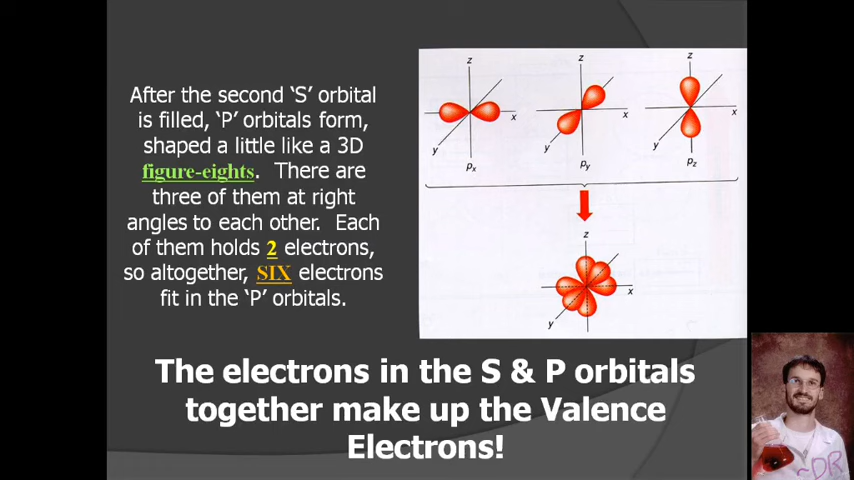 After the second ‘S’ orbital
is filled, ‘P’ orbitals form,
shaped a little like a 3D
figure-eights.  There are
three of them at right
angles to each other.  Each
of them holds 2 electrons,
so altogether, SIX electrons
fit in the ‘P’ orbitals.
z
x
y
px
z
x
y
py
z
x
y
pz
z
x
y
The electrons in the S & P orbitals
together make up the Valence
Electrons!
~DR